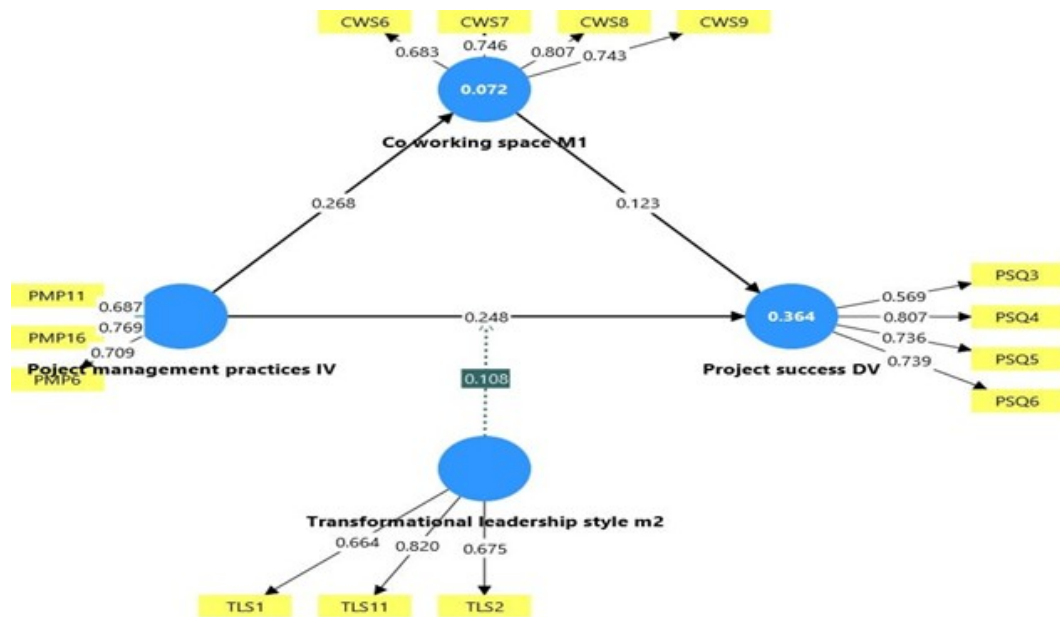 CWS6 CWS7 CWS8 CWS9
0.683 0.746 0.807 0.743
0.072
Co working space M1
0.268 0.123
PMP11 0.687
PMP16 0.769
0.709
PMP6
Poject management practices IV
0.248
0.364
Project success DV
0.569 PSQ3
0.807 PSQ4
0.736 PSQ5
0.739 PSQ6
0.108
Transformational leadership style m2
0.664 0.820 0.675
TLS1 TLS11 TLS2